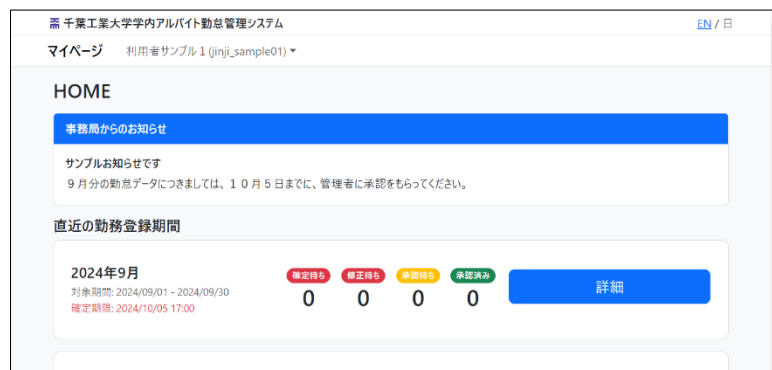 千葉工業大学学内アルバイト勤怠管理システム
EN / 日
マイページ 利用者サンプル 1 (jinji_sample01)
HOME
事務局からのお知らせ
サンプルお知らせです
9 月分の勤怠データにつきましては、1 0 月 5 日までに、管理者に承認をもらってください。
直近の勤務登録期間
2024年9月
対象期間: 2024/09/01 - 2024/09/30
確定期限: 2024/10/05 17:00
確定待ち 修正待ち 承認待ち 承認済み
0 0 0 0
詳細